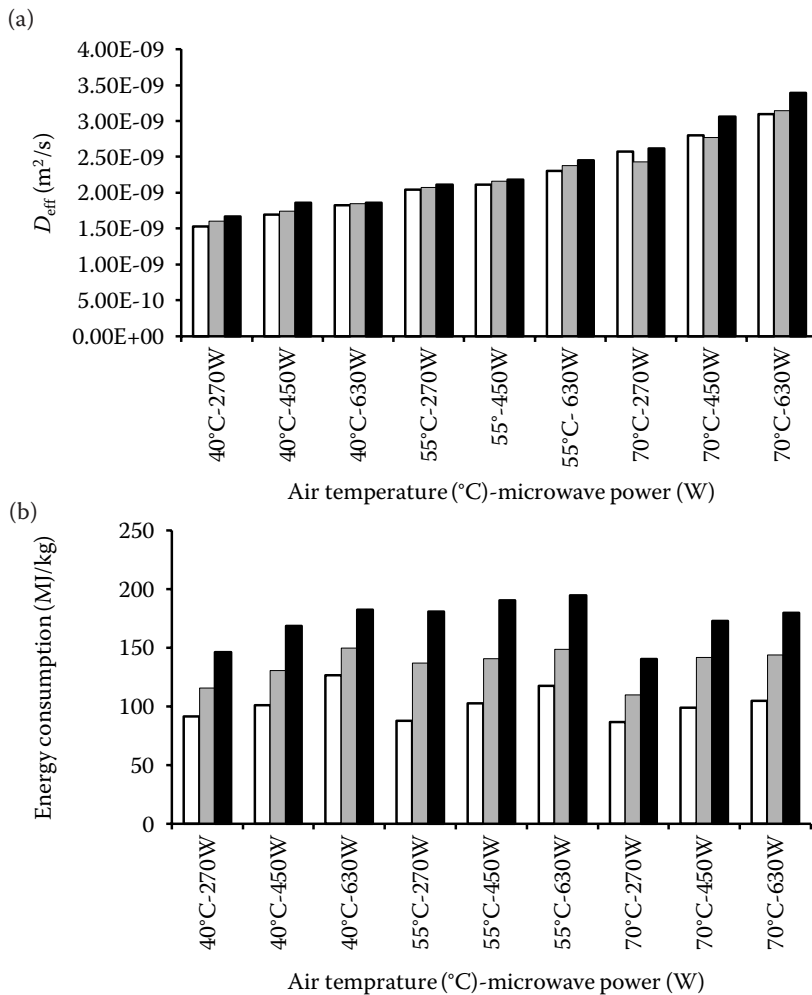 (a)
D_eff (m²/s)
4.00E-09
3.50E-09
3.00E-09
2.50E-09
2.00E-09
1.50E-09
1.00E-09
5.00E-10
0.00E+00
40°C-270W
40°C-450W
40°C-630W
55°C-270W
55°-450W
55°C- 630W
70°C-270W
70°C-450W
70°C-630W
Air temperature (°C)-microwave power (W)
(b)
Energy consumption (MJ/kg)
250
200
150
100
50
0
40°C-270W
40°C-450W
40°C-630W
55°C-270W
55°C-450W
55°C-630W
70°C-270W
70°C-450W
70°C-630W
Air temprature (°C)-microwave power (W)